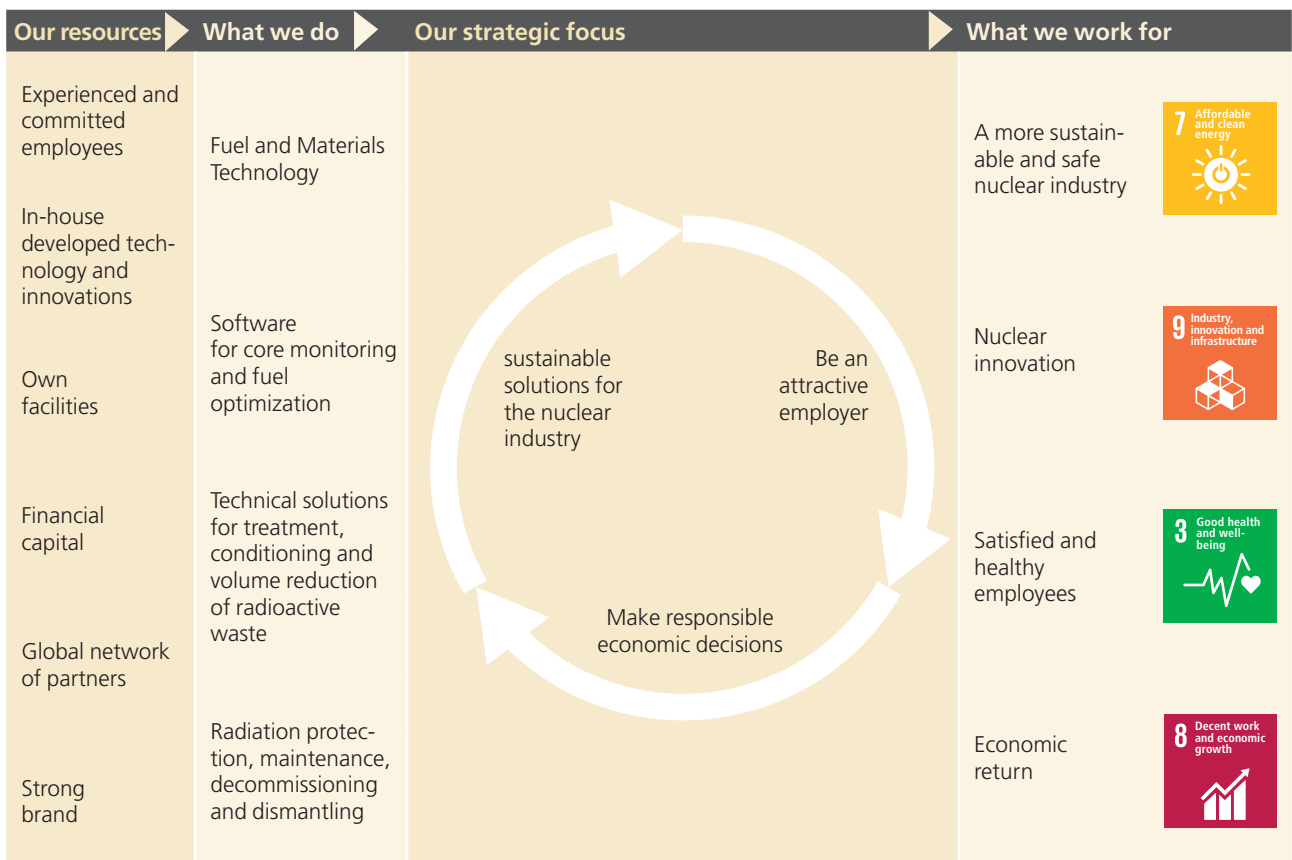 Our resources
What we do
Our strategic focus
What we work for
Experienced and
committed
employees
In-house
developed tech-
nology and
innovations
Own
facilities
Financial
capital
Global network
of partners
Strong
brand
Fuel and Materials
Technology
Software
for core monitoring
and fuel
optimization
Technical solutions
for treatment,
conditioning and
volume reduction
of radioactive
waste
Radiation protec-
tion, maintenance,
decommissioning
and dismantling
sustainable
solutions for
the nuclear
industry
Be an
attractive
employer
Make responsible
economic decisions
A more sustain-
able and safe
nuclear industry
7 Affordable
and clean
energy
Nuclear
innovation
9 Industry,
innovation and
infrastructure
Satisfied and
healthy
employees
3 Good health
and well-
being
Economic
return
8 Decent work
and economic
growth